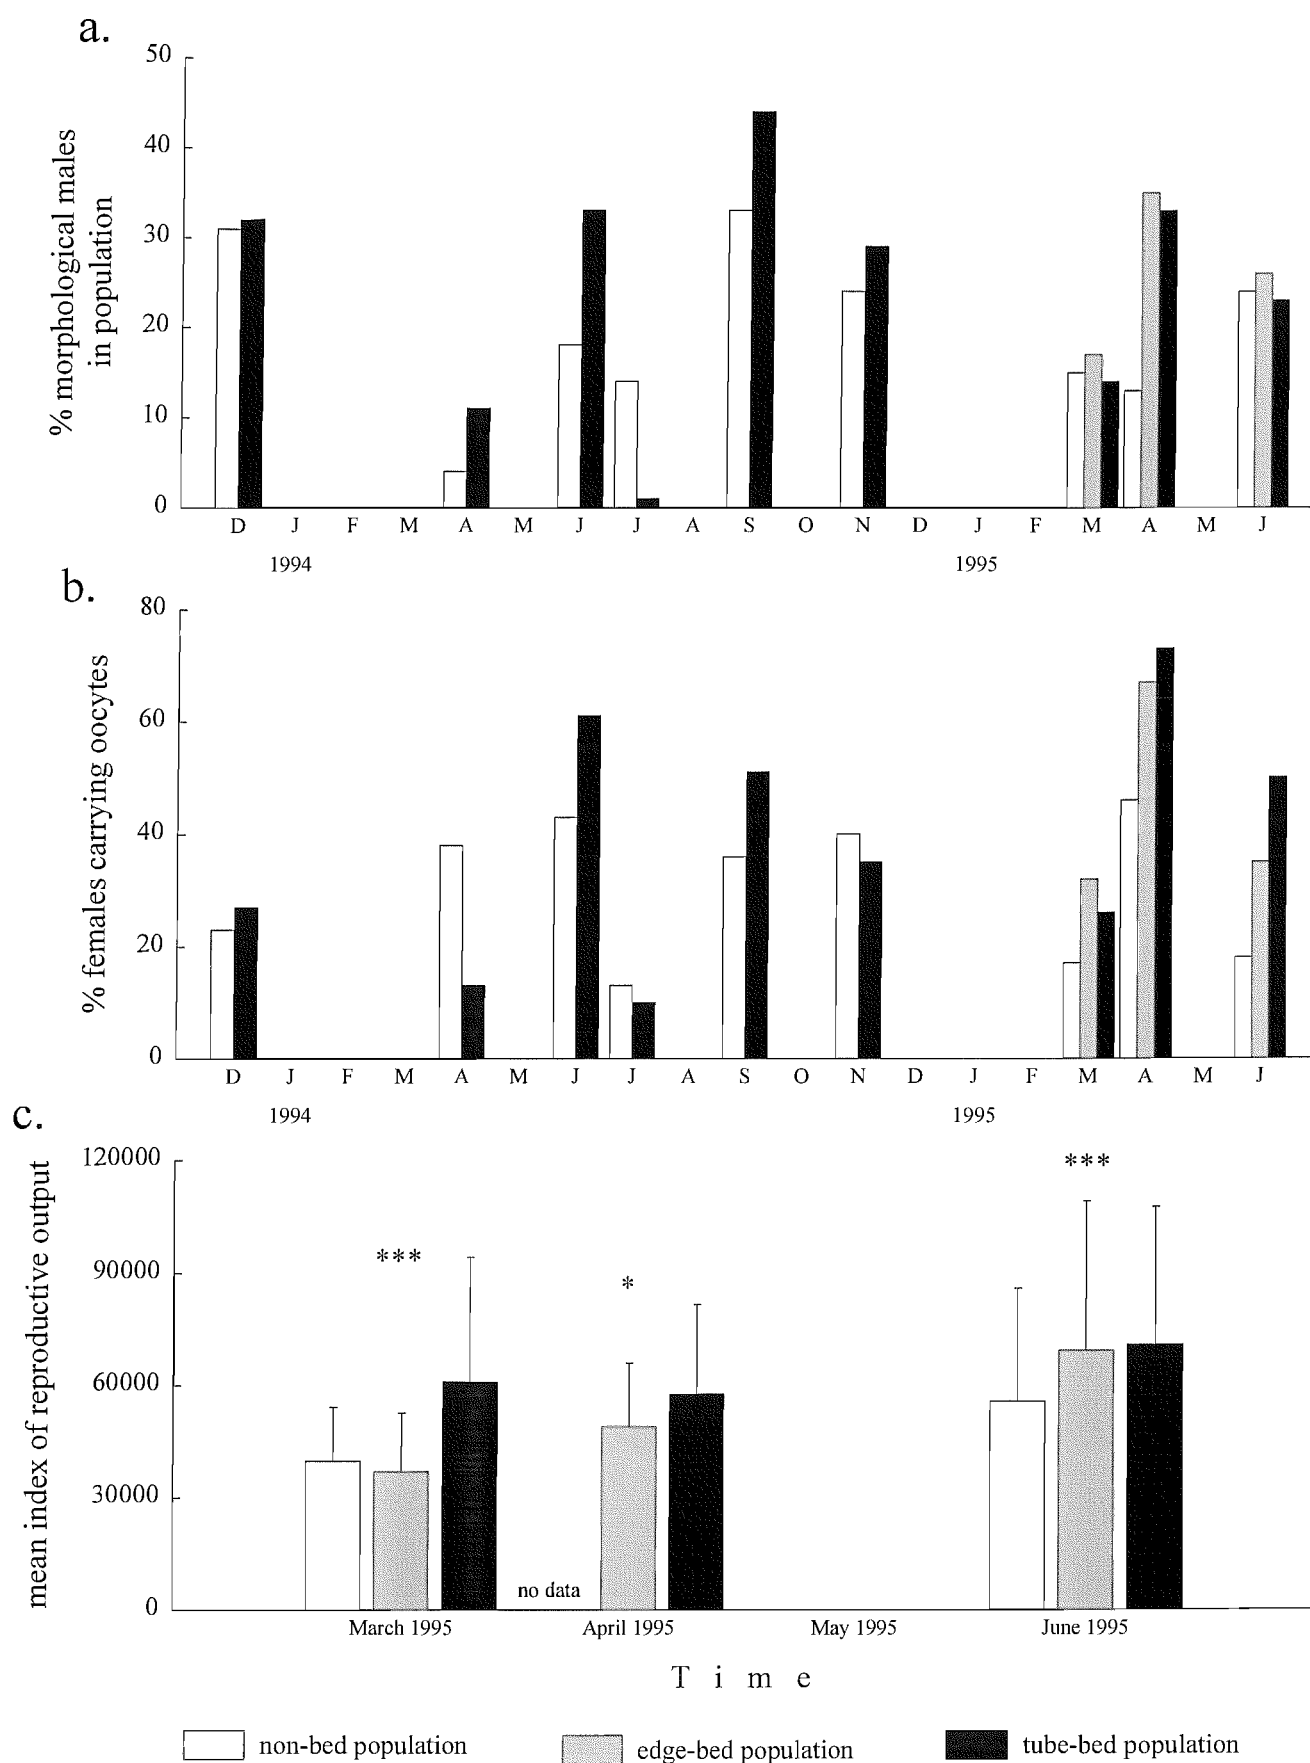 a.
% morphological males
in population
50
40
30
20
10
0
D J F M A M J J A S O N D J F M A M J
1994 1995
b.
% females carrying oocytes
80
60
40
20
0
D J F M A M J J A S O N D J F M A M J
1994 1995
c.
mean index of reproductive output
120000
90000
60000
30000
0
***
*
***
no data
March 1995 April 1995 May 1995 June 1995
Time
non-bed population edge-bed population tube-bed population